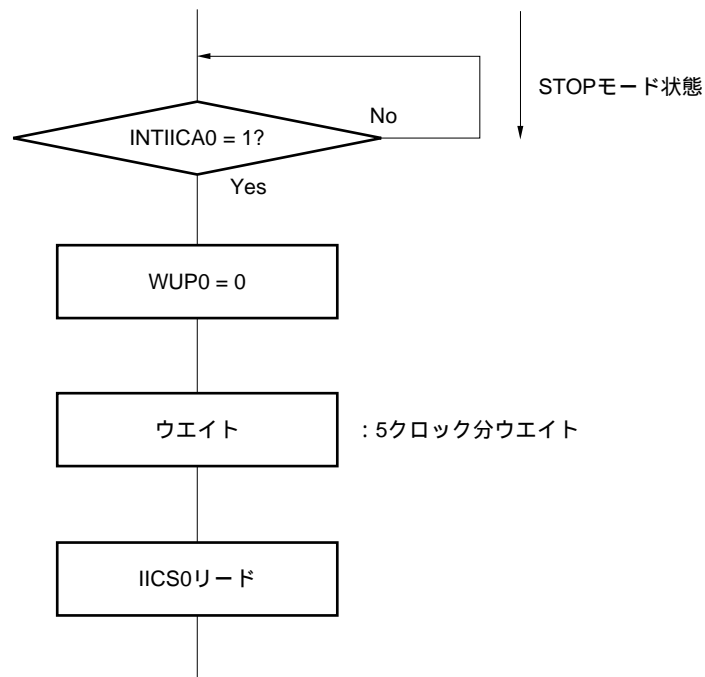 STOPモード状態
No
INTIICA0 = 1?
Yes
WUP0 = 0
ウエイト
：5クロック分ウエイト
IICS0リード